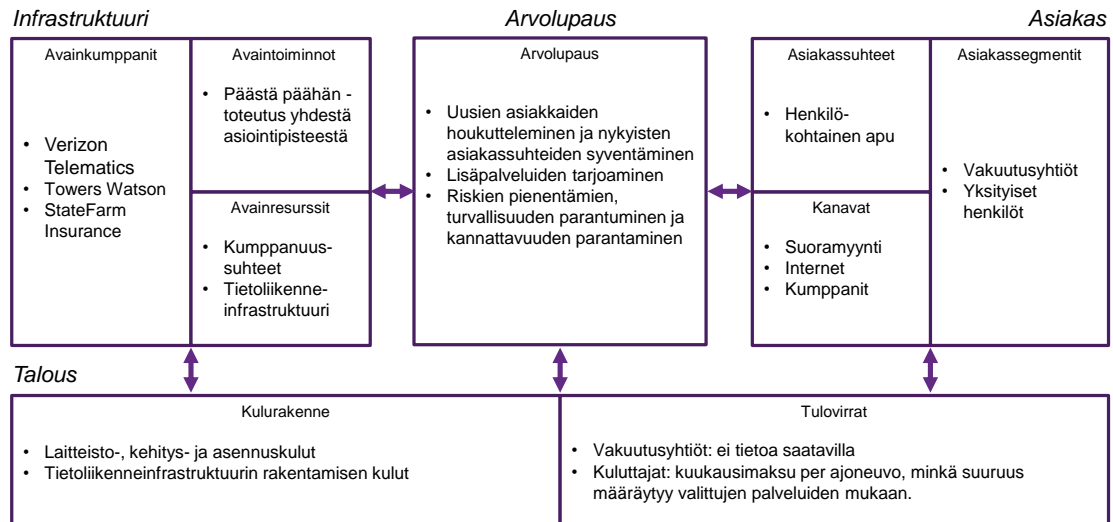 Infrastruktuuri
Arvolupaus
Asiakas
Avainkumppanit
• Verizon
Telematics
• Towers Watson
• StateFarm
Insurance
Avaintoiminnot
• Päästä päähän -
toteutus yhdestä
asiointipisteestä
Avainresurssit
• Kumppanuus-
suhteet
• Tietoliikenne-
infrastruktuuri
Arvolupaus
• Uusien asiakkaiden
houkutteleminen ja nykyisten
asiakassuhteiden syventäminen
• Lisäpalveluiden tarjoaminen
• Riskien pienentämien,
turvallisuuden parantuminen ja
kannattavuuden parantaminen
Asiakassuhteet
• Henkilö-
kohtainen apu
Kanavat
• Suoramyynti
• Internet
• Kumppanit
Asiakassegmentit
• Vakuutusyhtiöt
• Yksityiset
henkilöt
Talous
Kulurakenne
• Laitteisto-, kehitys- ja asennuskulut
• Tietoliikenneinfrastruktuurin rakentamisen kulut
Tulovirrat
• Vakuutusyhtiöt: ei tietoa saatavilla
• Kuluttajat: kuukausimaksu per ajoneuvo, minkä suuruus
määräytyy valittujen palveluiden mukaan.